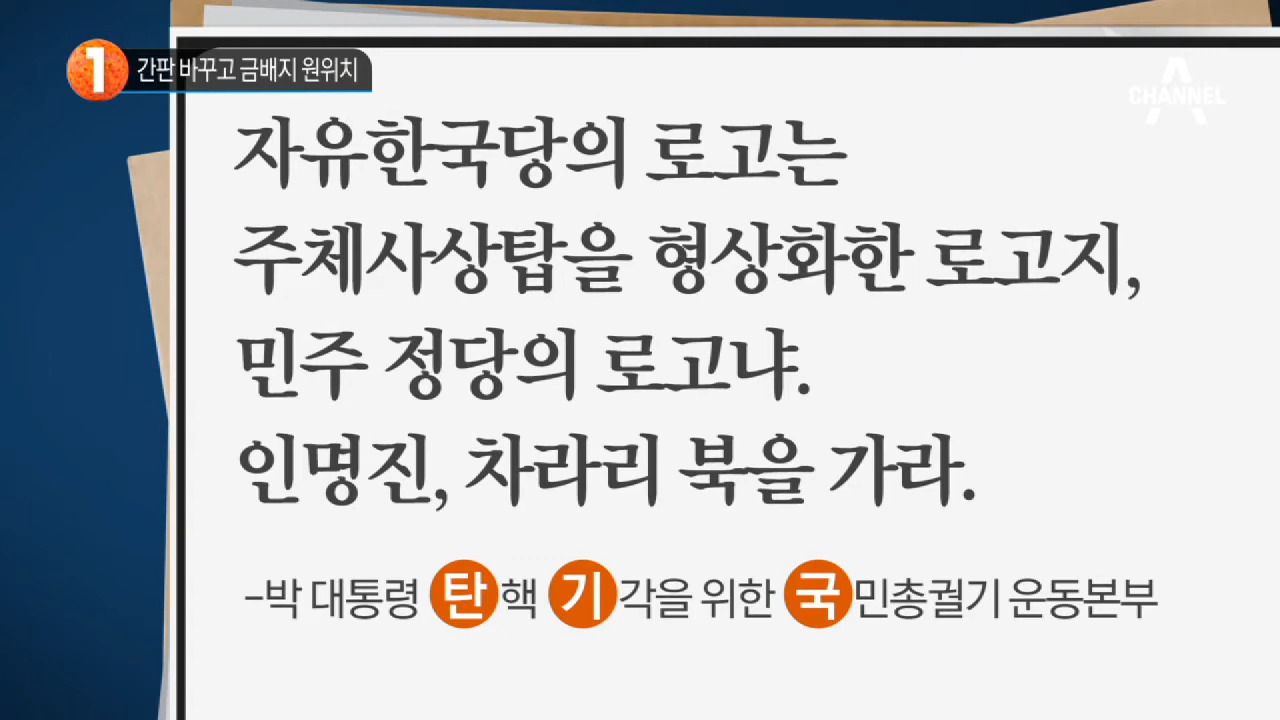 1 간판 바꾸고 금배지 원위치
CHANNEL A
자유한국당의 로고는
주체사상탑을 형상화한 로고지,
민주 정당의 로고냐.
인명진, 차라리 북을 가라.
-박 대통령 탄핵 기각을 위한 국민총궐기 운동본부